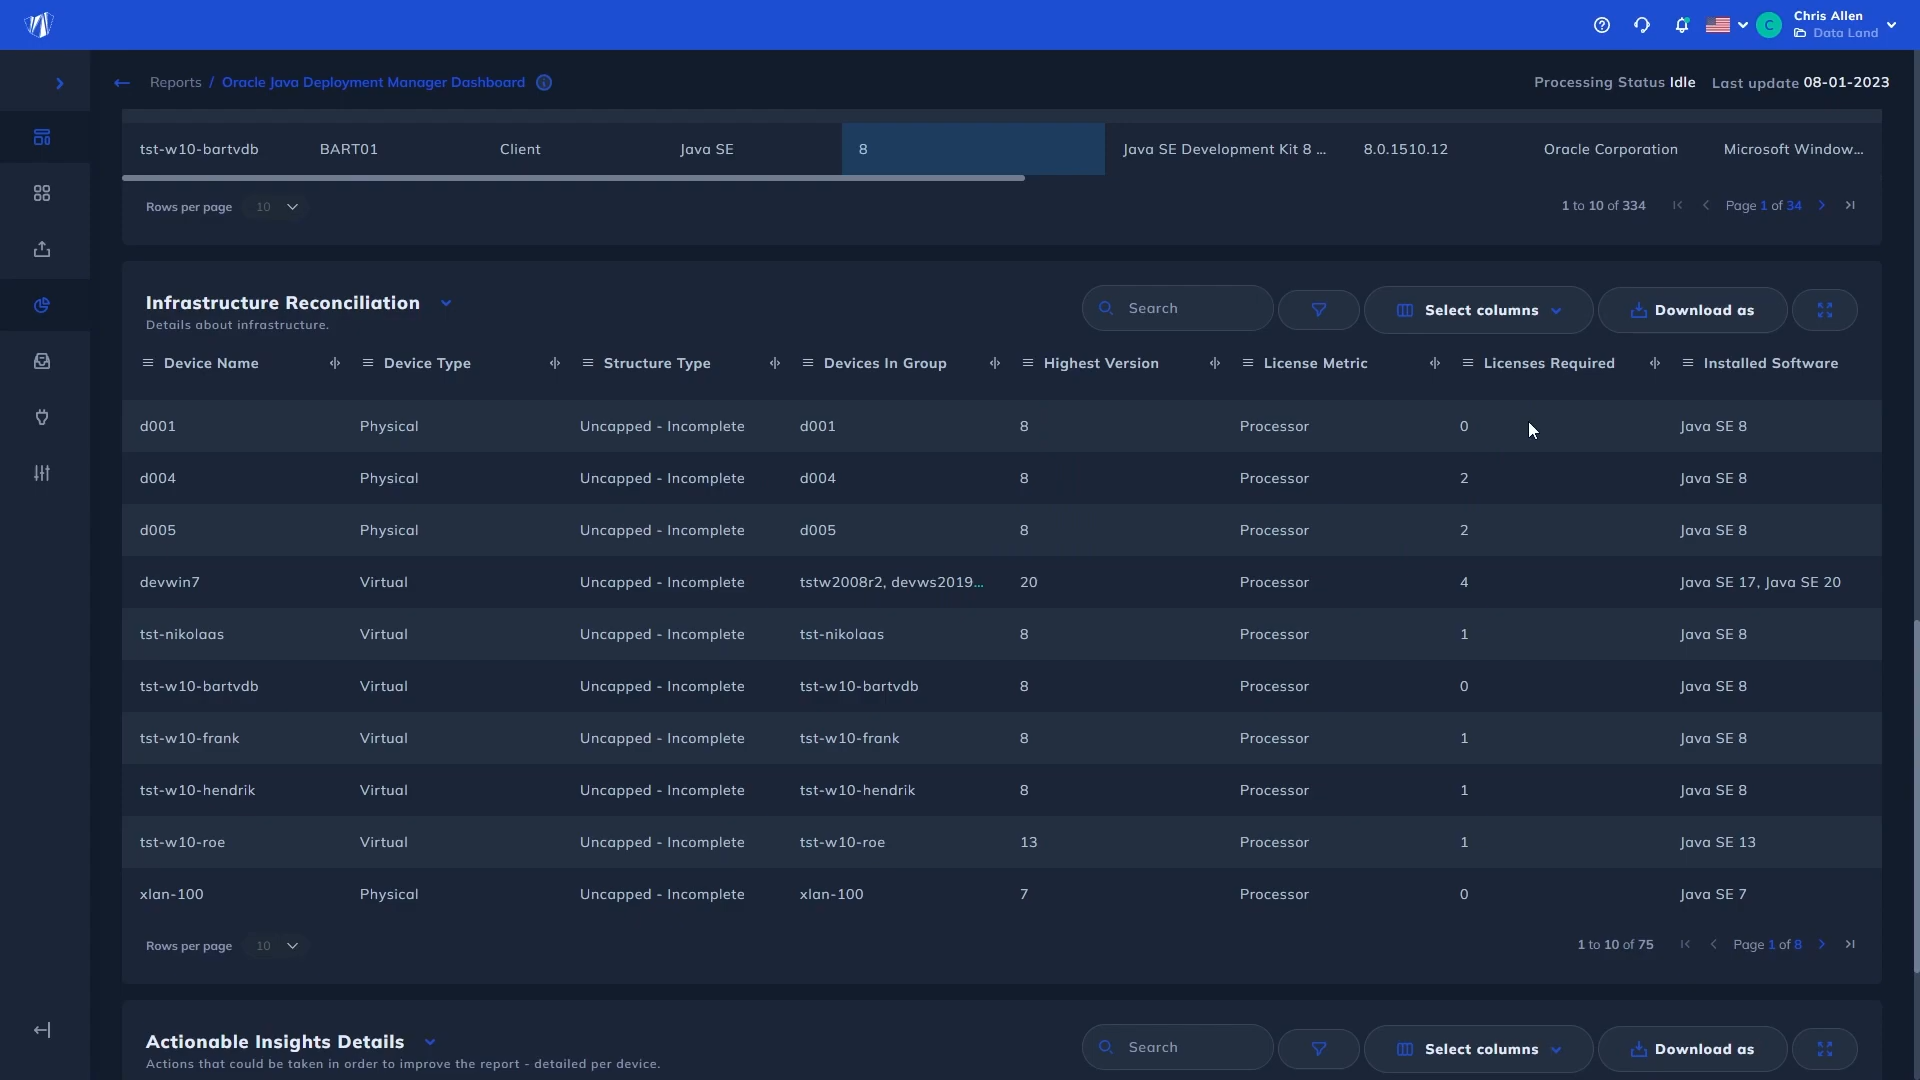 Chris Allen
C
Data Land
Reports / Oracle Java Deployment Manager Dashboard
Processing Status Idle Last update 08-01-2023
tst-w10-bartvdb BART01 Client Java SE 8 Java SE Development Kit 8 ... 8.0.1510.12 Oracle Corporation Microsoft Window...
Rows per page 10 1 to 10 of 334 Page 1 of 34
Infrastructure Reconciliation
Search Select columns Download as
Details about infrastructure.
Device Name Device Type Structure Type Devices In Group Highest Version License Metric Licenses Required Installed Software
d001 Physical Uncapped - Incomplete d001 8 Processor 0 Java SE 8
d004 Physical Uncapped - Incomplete d004 8 Processor 2 Java SE 8
d005 Physical Uncapped - Incomplete d005 8 Processor 2 Java SE 8
devwin7 Virtual Uncapped - Incomplete tstw2008r2, devws2019... 20 Processor 4 Java SE 17, Java SE 20
tst-nikolaas Virtual Uncapped - Incomplete tst-nikolaas 8 Processor 1 Java SE 8
tst-w10-bartvdb Virtual Uncapped - Incomplete tst-w10-bartvdb 8 Processor 0 Java SE 8
tst-w10-frank Virtual Uncapped - Incomplete tst-w10-frank 8 Processor 1 Java SE 8
tst-w10-hendrik Virtual Uncapped - Incomplete tst-w10-hendrik 8 Processor 1 Java SE 8
tst-w10-roe Virtual Uncapped - Incomplete tst-w10-roe 13 Processor 1 Java SE 13
xlan-100 Physical Uncapped - Incomplete xlan-100 7 Processor 0 Java SE 7
Rows per page 10 1 to 10 of 75 Page 1 of 8
Actionable Insights Details
Search Select columns Download as
Actions that could be taken in order to improve the report - detailed per device.